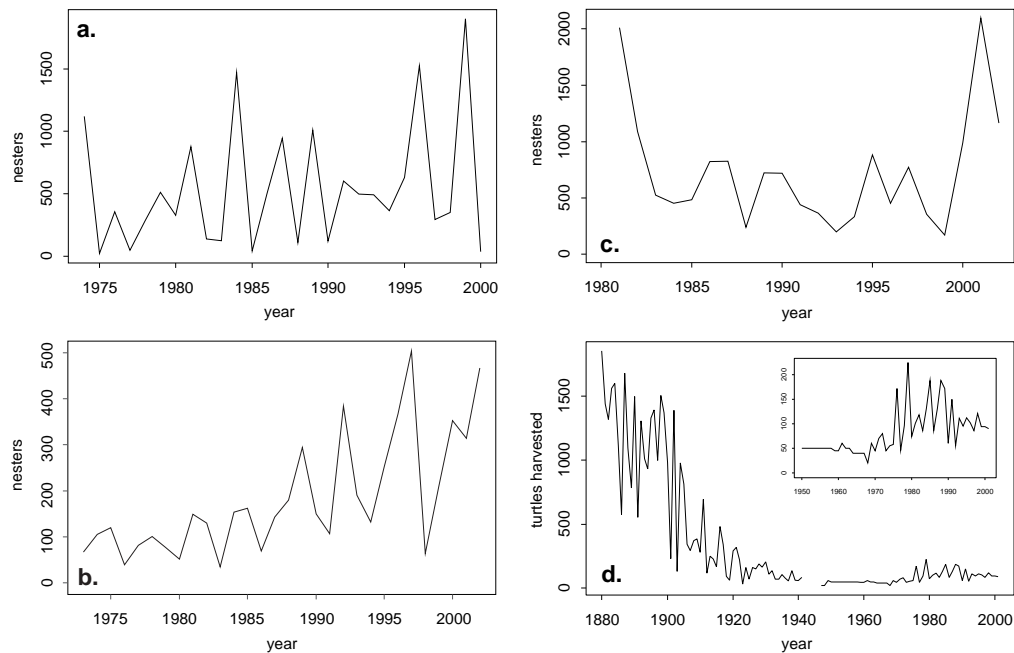 a.
nesters
0 500 1000 1500
1975 1980 1985 1990 1995 2000
year
c.
nesters
0 500 1000 1500 2000
1980 1985 1990 1995 2000
year
b.
nesters
0 100 200 300 400 500
1975 1980 1985 1990 1995 2000
year
d.
turtles harvested
0 500 1000 1500
1880 1900 1920 1940 1960 1980 2000
year
0 50 100 150 200
1950 1960 1970 1980 1990 2000